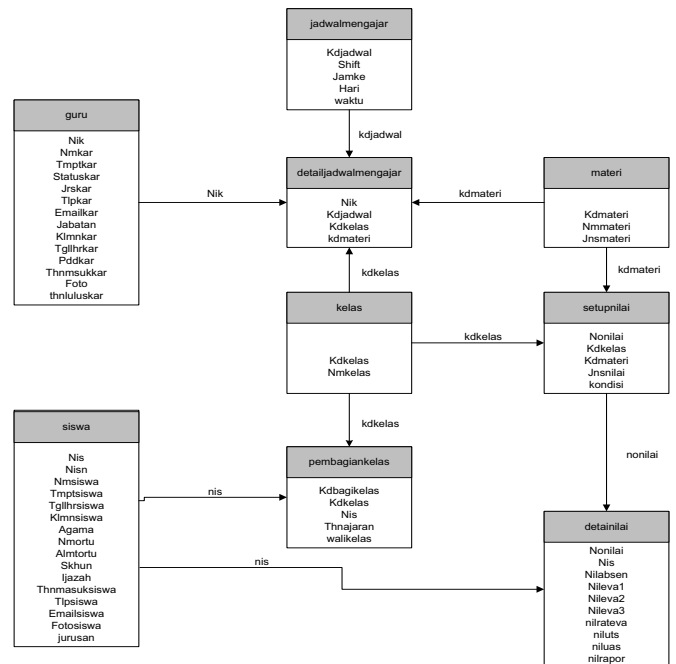 jadwalmengajar
Kdjadwal
Shift
Jamke
Hari
waktu
kdjadwal
guru
Nik
Nmkar
Tmptkar
Statuskar
Jrskar
Tlpkar
Emailkar
Jabatan
Klmnkar
Tgllhrkar
Pddkar
Thnmsukkar
Foto
thnluluskar
Nik
detailjadwalmengajar
Nik
Kdjadwal
Kdkelas
kdmateri
kdmateri
materi
Kdmateri
Nmmateri
Jnsmateri
kdmateri
kdkelas
kelas
Kdkelas
Nmkelas
kdkelas
setupnilai
Nonilai
Kdkelas
Kdmateri
Jnsnilai
kondisi
kdkelas
nonilai
siswa
Nis
Nisn
Nmsiswa
Tmptsiswa
Tgllhrsiswa
Klmnsiswa
Agama
Nmortu
Almtortu
Skhun
Ijazah
Thnmasuksiswa
Tlpsiswa
Emailsiswa
Fotosiswa
jurusan
nis
pembagiankelas
Kdbagikelas
Kdkelas
Nis
Thnajaran
walikelas
nis
detainilai
Nonilai
Nis
Nilabsen
Nileva1
Nileva2
Nileva3
nilrateva
niluts
niluas
nilrapor